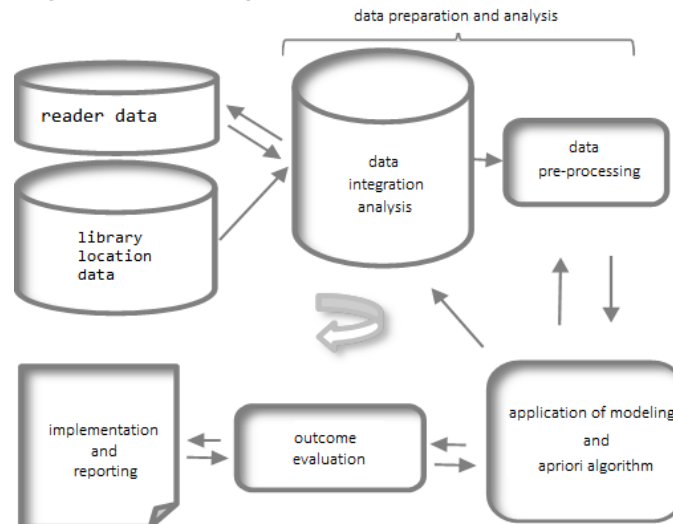 data preparation and analysis
reader data
data
integration
analysis
data
pre-processing
library
location
data
implementation
and
reporting
outcome
evaluation
application of modeling
and
apriori algorithm